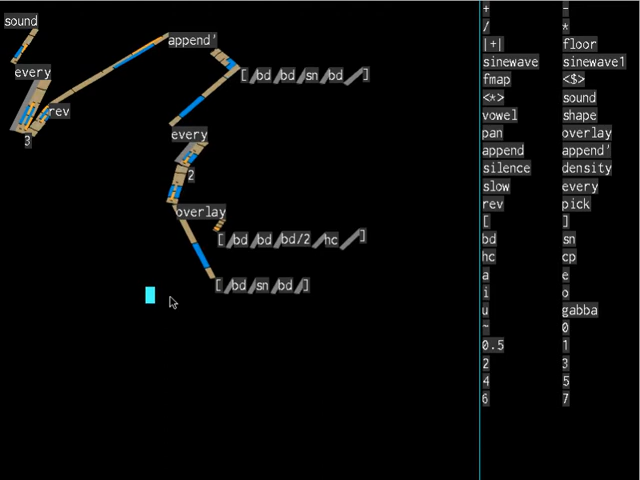 sound
append'
every
[ bd bd sn bd ]
rev
3
every
2
overlay
[ bd bd bd/2 hc ]
[ bd sn bd ]
+ -
/ *
|+| floor
sinewave sinewave1
fmap <$>
<*> sound
vowel shape
pan overlay
append append'
silence density
slow every
rev pick
[ ]
bd sn
hc cp
a e
i o
u gabba
~ 0
0.5 1
2 3
4 5
6 7